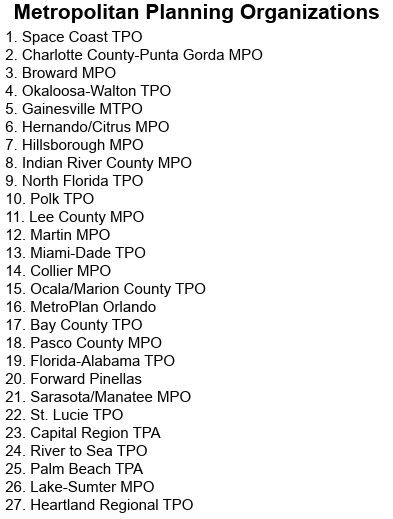 Metropolitan Planning Organizations
1. Space Coast TPO
2. Charlotte County-Punta Gorda MPO
3. Broward MPO
4. Okaloosa-Walton TPO
5. Gainesville MTPO
6. Hernando/Citrus MPO
7. Hillsborough MPO
8. Indian River County MPO
9. North Florida TPO
10. Polk TPO
11. Lee County MPO
12. Martin MPO
13. Miami-Dade TPO
14. Collier MPO
15. Ocala/Marion County TPO
16. MetroPlan Orlando
17. Bay County TPO
18. Pasco County MPO
19. Florida-Alabama TPO
20. Forward Pinellas
21. Sarasota/Manatee MPO
22. St. Lucie TPO
23. Capital Region TPA
24. River to Sea TPO
25. Palm Beach TPA
26. Lake-Sumter MPO
27. Heartland Regional TPO